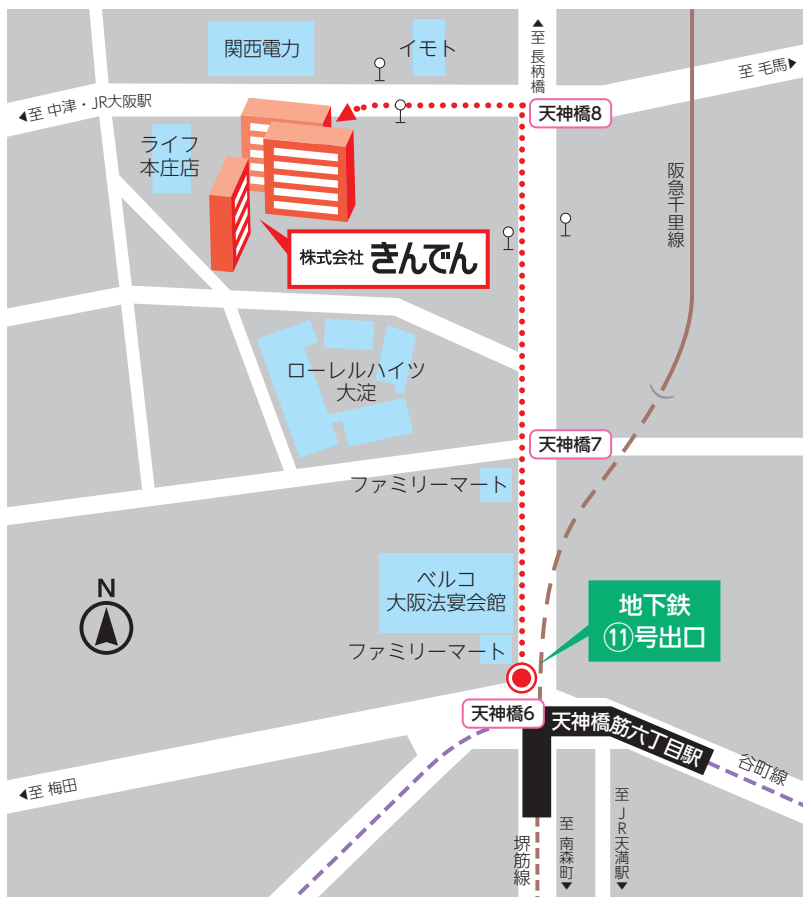 関西電力
イモト
▲至 長柄橋
至 毛馬▶
◀至 中津・JR大阪駅
天神橋8
ライフ
本庄店
阪急千里線
株式会社 きんでん
ローレルハイツ
大淀
天神橋7
ファミリーマート
ベルコ
大阪法宴会館
N
地下鉄
⑪号出口
ファミリーマート
天神橋6
天神橋筋六丁目駅
谷町線
◀至 梅田
堺筋線
至 南森町▼
至 JR天満駅▼